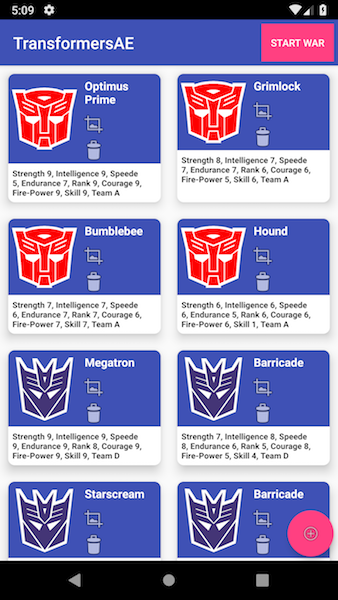 5:09
TransformersAE
START WAR
Optimus
Prime
Strength 9, Intelligence 9, Speede
5, Endurance 7, Rank 9, Courage 9,
Fire-Power 9, Skill 9, Team A
Grimlock
Strength 8, Intelligence 7, Speede
7, Endurance 7, Rank 6, Courage 6,
Fire-Power 5, Skill 6, Team A
Bumblebee
Strength 7, Intelligence 7, Speede
6, Endurance 7, Rank 7, Courage 6,
Fire-Power 7, Skill 7, Team A
Hound
Strength 6, Intelligence 6, Speede
6, Endurance 5, Rank 6, Courage 6,
Fire-Power 6, Skill 1, Team A
Megatron
Strength 9, Intelligence 9, Speede
9, Endurance 9, Rank 8, Courage 9,
Fire-Power 9, Skill 9, Team D
Barricade
Strength 7, Intelligence 8, Speede
8, Endurance 6, Rank 5, Courage 8,
Fire-Power 5, Skill 4, Team D
Starscream
Barricade